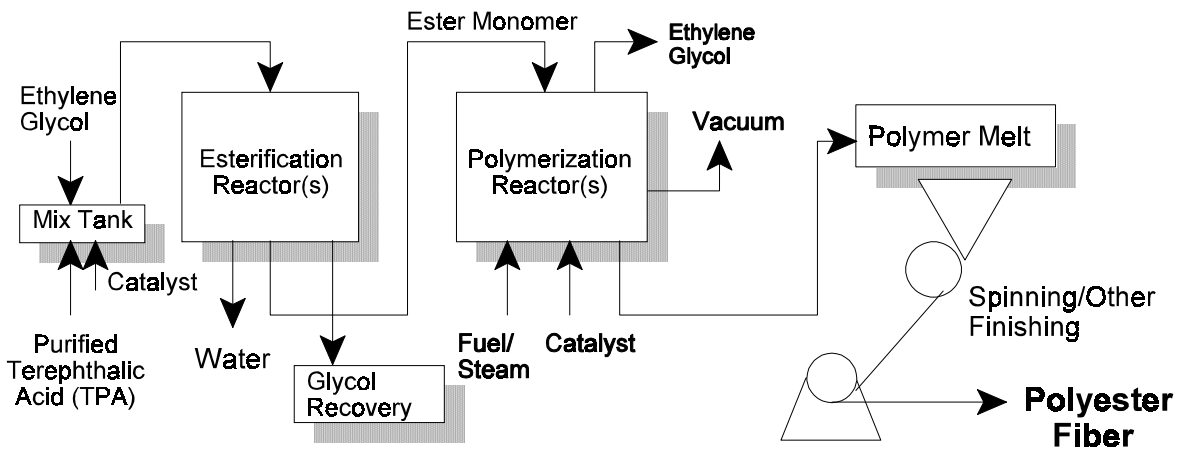 Ester Monomer
Ethylene
Glycol
Ethylene
Glycol
Esterification
Reactor(s)
Polymerization
Reactor(s)
Vacuum
Polymer Melt
Mix Tank
Catalyst
Purified
Terephthalic
Acid (TPA)
Water
Glycol
Recovery
Fuel/
Steam
Catalyst
Spinning/Other
Finishing
Polyester
Fiber